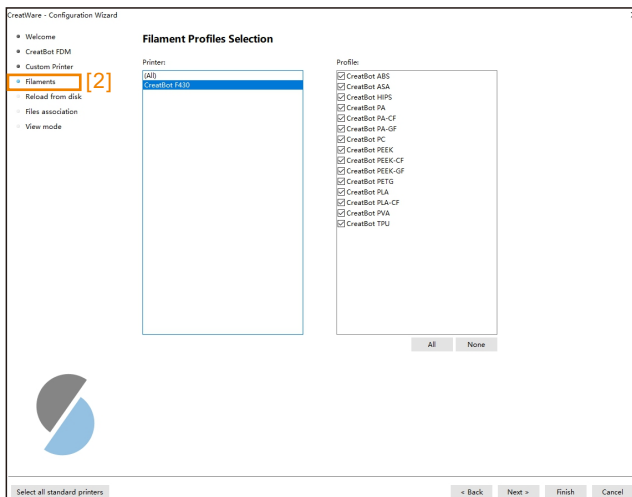 CreatWare - Configuration Wizard
Welcome
CreatBot FDM
Custom Printer
Filaments
[2]
Reload from disk
Files association
View mode
Filament Profiles Selection
Printer:
(All)
CreatBot F430
Profile:
CreatBot ABS
CreatBot ASA
CreatBot HIPS
CreatBot PA
CreatBot PA-CF
CreatBot PA-GF
CreatBot PC
CreatBot PEEK
CreatBot PEEK-CF
CreatBot PEEK-GF
CreatBot PETG
CreatBot PLA
CreatBot PLA-CF
CreatBot PVA
CreatBot TPU
All None
Select all standard printers < Back Next > Finish Cancel